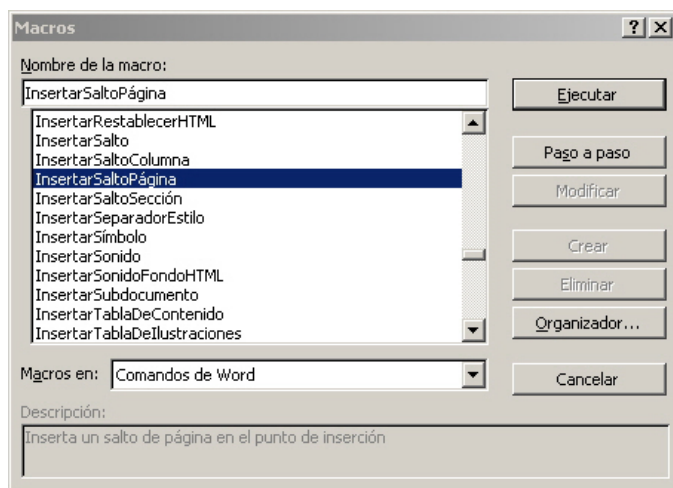 Macros
Nombre de la macro:
InsertarSaltoPágina
Ejecutar
InsertarRestablecerHTML
InsertarSalto
InsertarSaltoColumna
InsertarSaltoPágina
InsertarSaltoSección
InsertarSeparadorEstilo
InsertarSímbolo
InsertarSonido
InsertarSonidoFondoHTML
InsertarSubdocumento
InsertarTablaDeContenido
InsertarTablaDeIlustraciones
Paso a paso
Modificar
Crear
Eliminar
Organizador...
Macros en: Comandos de Word
Cancelar
Descripción:
Inserta un salto de página en el punto de inserción